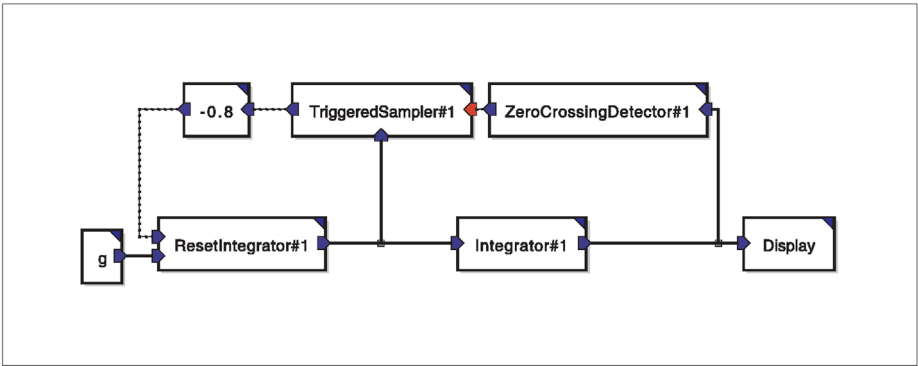 -0.8
TriggeredSampler#1
ZeroCrossingDetector#1
g
ResetIntegrator#1
Integrator#1
Display